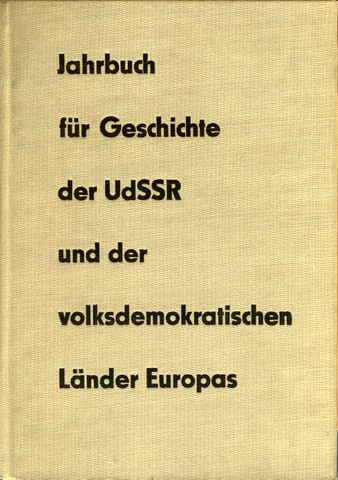 Jahrbuch
für Geschichte
der UdSSR
und der
volksdemokratischen
Länder Europas